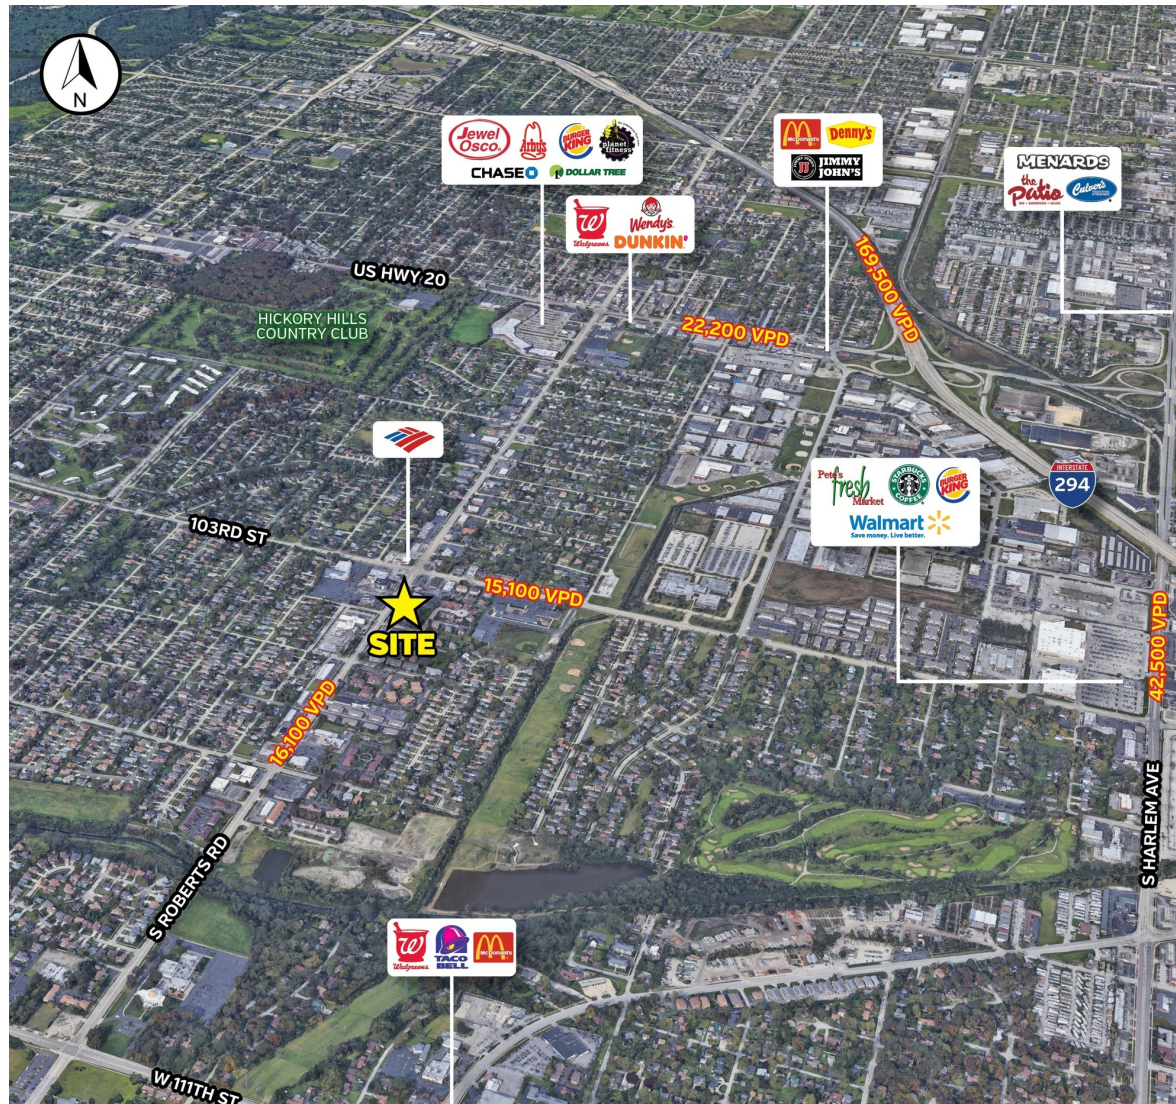 N
Jewel
Osco®
Arby's
BURGER
KING
planet
fitness
CHASE
DOLLAR TREE
McDonald's
Denny's
JIMMY
JOHN'S
MENARDS
the
Patio
Culver's
W
Walgreens
Wendy's
DUNKIN'
US HWY 20
169,500 VPD
HICKORY HILLS
COUNTRY CLUB
22,200 VPD
Pete's
fresh
Market
STARBUCKS
COFFEE
BURGER
KING
Walmart
Save money. Live better.
INTERSTATE
294
103RD ST
15,100 VPD
SITE
42,500 VPD
16,100 VPD
S HARLEM AVE
S ROBERTS RD
W
Walgreens
TACO
BELL
McDonald's
W 111TH ST